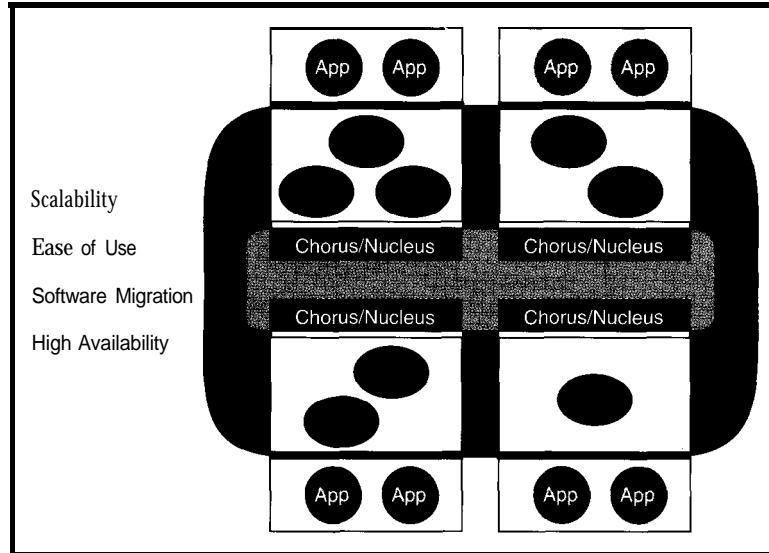 App App App App
Scalability
Ease of Use
Chorus/Nucleus Chorus/Nucleus
Software Migration
Chorus/Nucleus Chorus/Nucleus
High Availability
App App App App